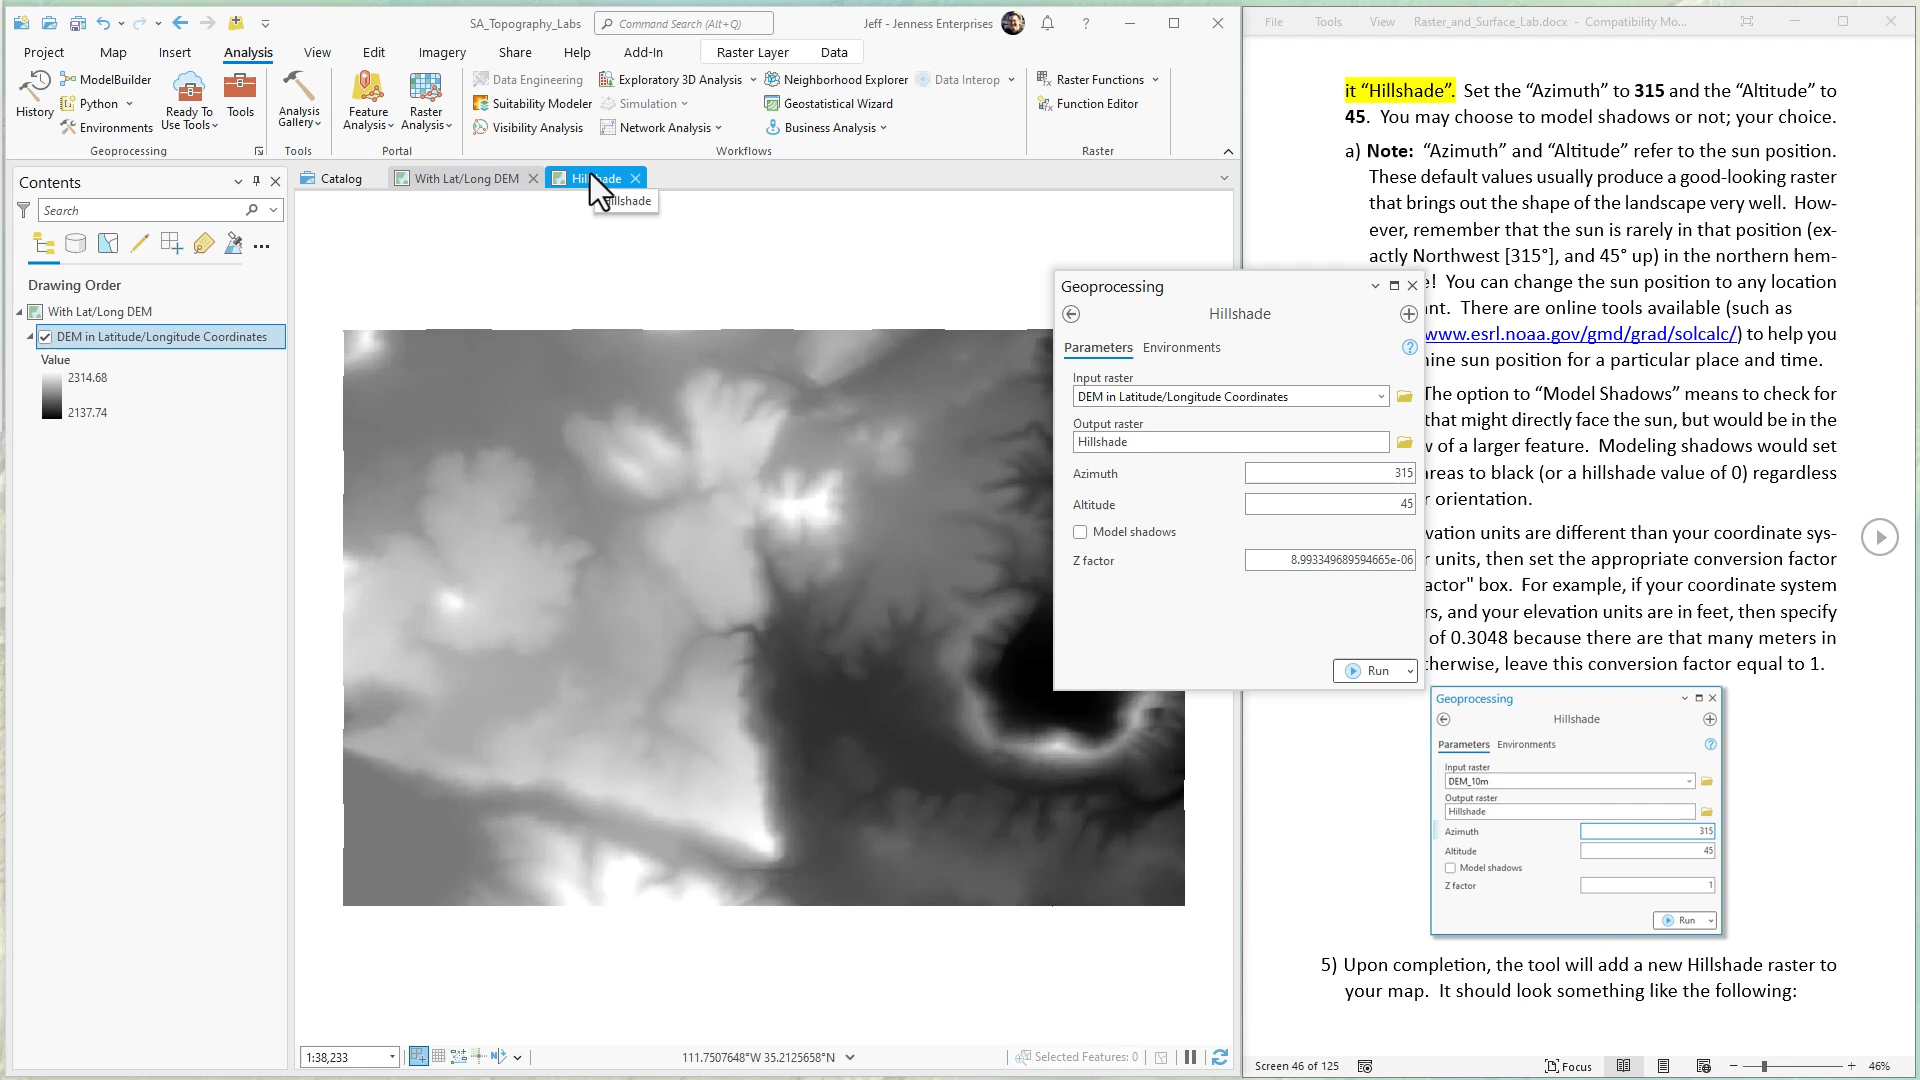 SA_Topography_Labs
Command Search (Alt+Q)
Jeff - Jenness Enterprises
?
Project
Map
Insert
Analysis
View
Edit
Imagery
Share
Help
Add-In
Raster Layer
Data
History
ModelBuilder
Python
Environments
Ready To
Use Tools
Tools
Analysis
Gallery
Feature
Analysis
Raster
Analysis
Data Engineering
Suitability Modeler
Visibility Analysis
Exploratory 3D Analysis
Simulation
Network Analysis
Neighborhood Explorer
Geostatistical Wizard
Business Analysis
Data Interop
Raster Functions
Function Editor
Geoprocessing
Tools
Portal
Workflows
Raster
Contents
Search
Drawing Order
With Lat/Long DEM
DEM in Latitude/Longitude Coordinates
Value
2314.68
2137.74
Catalog
With Lat/Long DEM
1:38,233
111.7507648°W 35.2125658°N
Selected Features: 0
Geoprocessing
Hillshade
Parameters
Environments
?
Input raster
DEM in Latitude/Longitude Coordinates
Output raster
Hillshade
Azimuth
315
Altitude
45
Model shadows
Z factor
8.993349689594665e-06
Run
File
Tools
View
Raster_and_Surface_Lab.docx - Compatibility Mo...
it “Hillshade”. Set the “Azimuth” to 315 and the “Altitude” to
45. You may choose to model shadows or not; your choice.
a) Note: “Azimuth” and “Altitude” refer to the sun position.
These default values usually produce a good-looking raster
that brings out the shape of the landscape very well. How-
ever, remember that the sun is rarely in that position (ex-
actly Northwest [315°], and 45° up) in the northern hem-
e! You can change the sun position to any location
nt. There are online tools available (such as
www.esrl.noaa.gov/gmd/grad/solcalc/) to help you
ine sun position for a particular place and time.
The option to “Model Shadows” means to check for
that might directly face the sun, but would be in the
of a larger feature. Modeling shadows would set
reas to black (or a hillshade value of 0) regardless
r orientation.
vation units are different than your coordinate sys-
r units, then set the appropriate conversion factor
actor" box. For example, if your coordinate system
rs, and your elevation units are in feet, then specify
of 0.3048 because there are that many meters in
therwise, leave this conversion factor equal to 1.
Geoprocessing
Hillshade
Parameters
Environments
?
Input raster
DEM_10m
Output raster
Hillshade
Azimuth
315
Altitude
45
Model shadows
Z factor
1
Run
5) Upon completion, the tool will add a new Hillshade raster to
your map. It should look something like the following:
Screen 46 of 125
Focus
46%